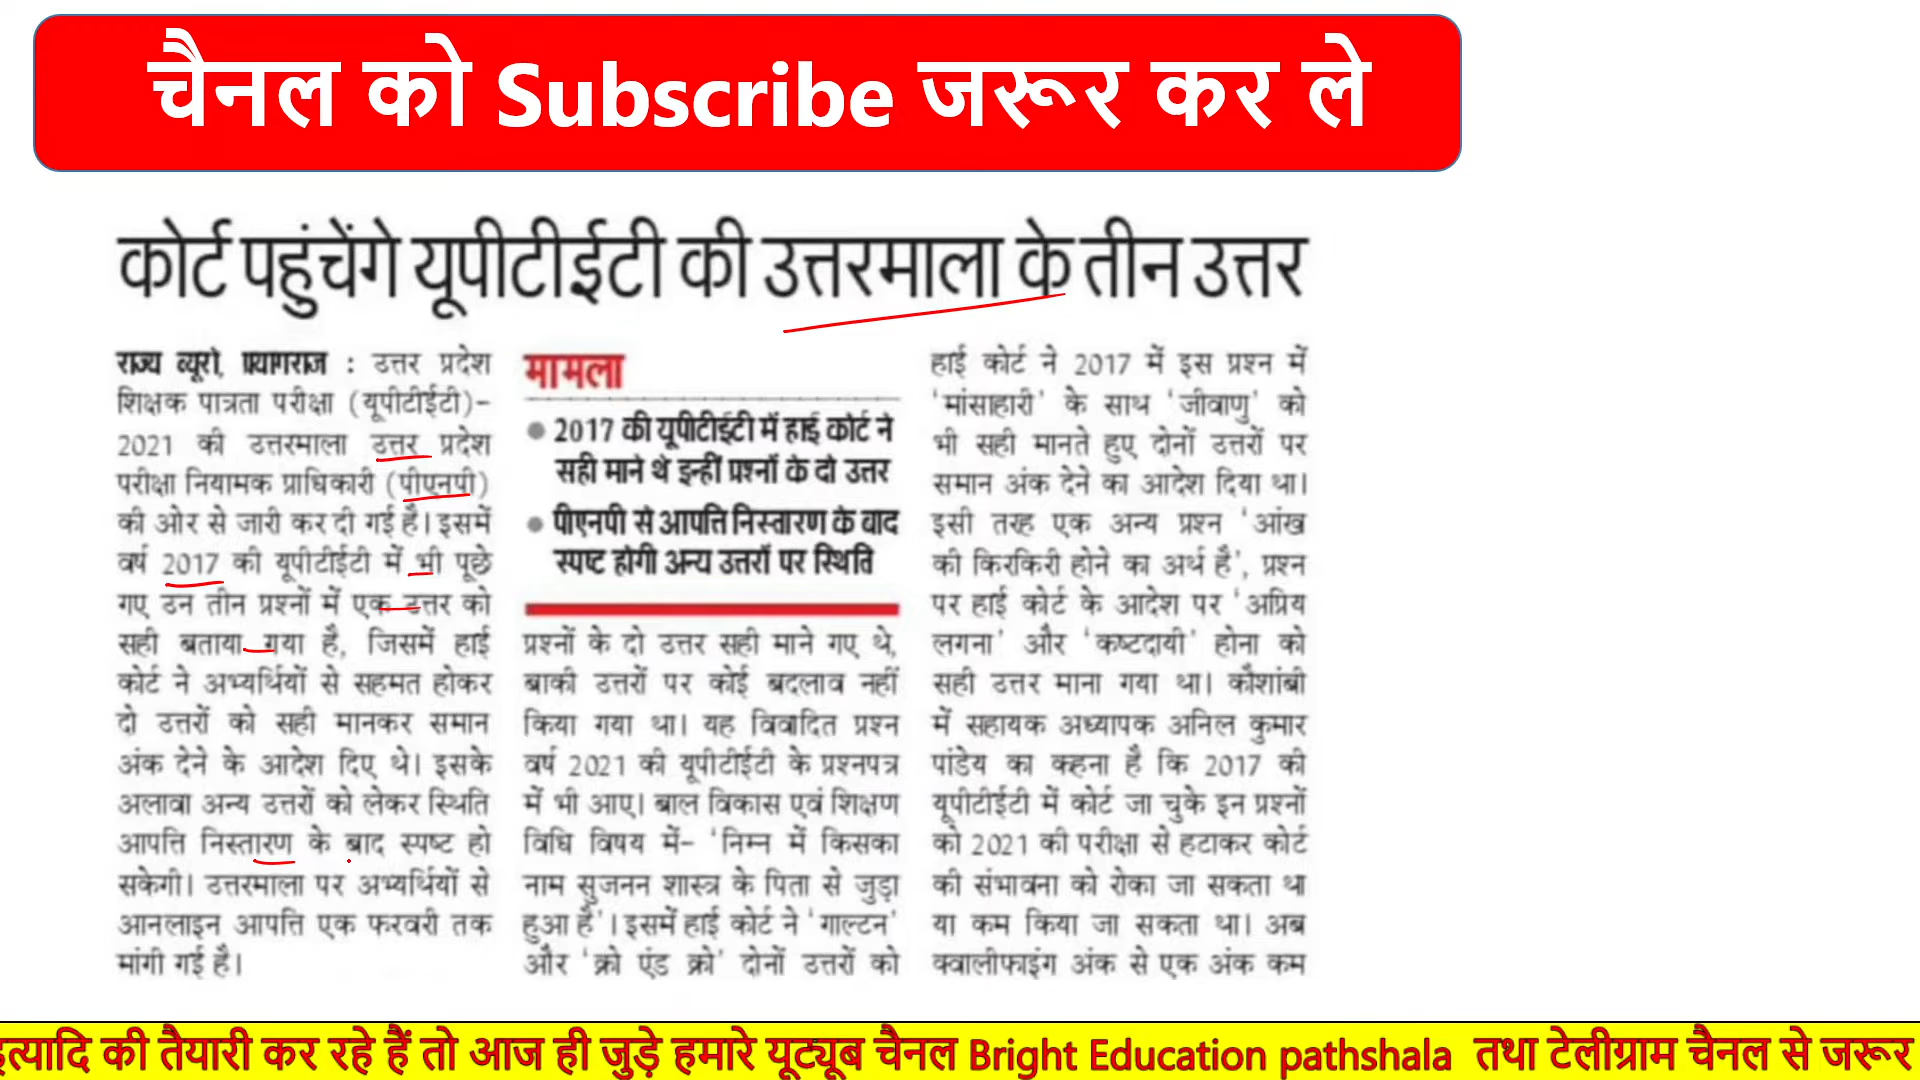 चैनल को Subscribe जरूर कर ले
कोर्ट पहुंचेंगे यूपीटीईटी की उत्तरमाला के तीन उत्तर
राज्य ब्यूरो, प्रयागराज : उत्तर प्रदेश
शिक्षक पात्रता परीक्षा (यूपीटीईटी)-
2021 की उत्तरमाला उत्तर प्रदेश
परीक्षा नियामक प्राधिकारी (पीएनपी)
की ओर से जारी कर दी गई है। इसमें
वर्ष 2017 की यूपीटीईटी में भी पूछे
गए उन तीन प्रश्नों में एक उत्तर को
सही बताया गया है, जिसमें हाई
कोर्ट ने अभ्यर्थियों से सहमत होकर
दो उत्तरों को सही मानकर समान
अंक देने के आदेश दिए थे। इसके
अलावा अन्य उत्तरों को लेकर स्थिति
आपत्ति निस्तारण के बाद स्पष्ट हो
सकेगी। उत्तरमाला पर अभ्यर्थियों से
आनलाइन आपत्ति एक फरवरी तक
मांगी गई है।
मामला
2017 की यूपीटीईटी में हाई कोर्ट ने
सही माने थे इन्हीं प्रश्नों के दो उत्तर
पीएनपी से आपत्ति निस्तारण के बाद
स्पष्ट होगी अन्य उत्तरों पर स्थिति
प्रश्नों के दो उत्तर सही माने गए थे,
बाकी उत्तरों पर कोई बदलाव नहीं
किया गया था। यह विवादित प्रश्न
वर्ष 2021 की यूपीटीईटी के प्रश्नपत्र
में भी आए। बाल विकास एवं शिक्षण
विधि विषय में- 'निम्न में किसका
नाम सुजनन शास्त्र के पिता से जुड़ा
हुआ है'। इसमें हाई कोर्ट ने 'गाल्टन'
और 'क्रो एंड क्रो' दोनों उत्तरों को
हाई कोर्ट ने 2017 में इस प्रश्न में
'मांसाहारी' के साथ 'जीवाणु' को
भी सही मानते हुए दोनों उत्तरों पर
समान अंक देने का आदेश दिया था।
इसी तरह एक अन्य प्रश्न 'आंख
की किरकिरी होने का अर्थ है', प्रश्न
पर हाई कोर्ट के आदेश पर 'अप्रिय
लगना' और 'कष्टदायी' होना को
सही उत्तर माना गया था। कौशांबी
में सहायक अध्यापक अनिल कुमार
पांडेय का कहना है कि 2017 की
यूपीटीईटी में कोर्ट जा चुके इन प्रश्नों
को 2021 की परीक्षा से हटाकर कोर्ट
की संभावना को रोका जा सकता था
या कम किया जा सकता था। अब
क्वालीफाइंग अंक से एक अंक कम
इत्यादि की तैयारी कर रहे हैं तो आज ही जुड़े हमारे यूट्यूब चैनल Bright Education pathshala तथा टेलीग्राम चैनल से जरूर